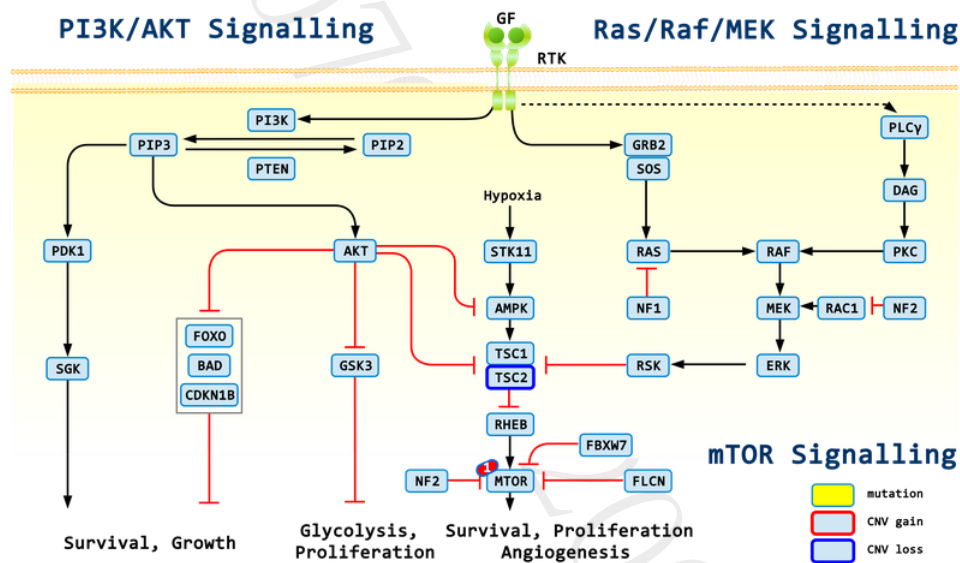 GF
PI3K/AKT Signalling
Ras/Raf/MEK Signalling
RTK
PI3K
PLCγ
PIP3
PIP2
GRB2
PTEN
SOS
DAG
Hypoxia
PDK1
AKT
STK11
RAS
RAF
PKC
AMPK
NF1
MEK
RAC1
NF2
FOXO
TSC1
SGK
BAD
GSK3
TSC2
RSK
ERK
CDKN1B
RHEB
FBXW7
mTOR Signalling
NF2
1
MTOR
FLCN
mutation
CNV gain
CNV loss
Survival, Growth
Glycolysis,
Proliferation
Survival, Proliferation
Angiogenesis